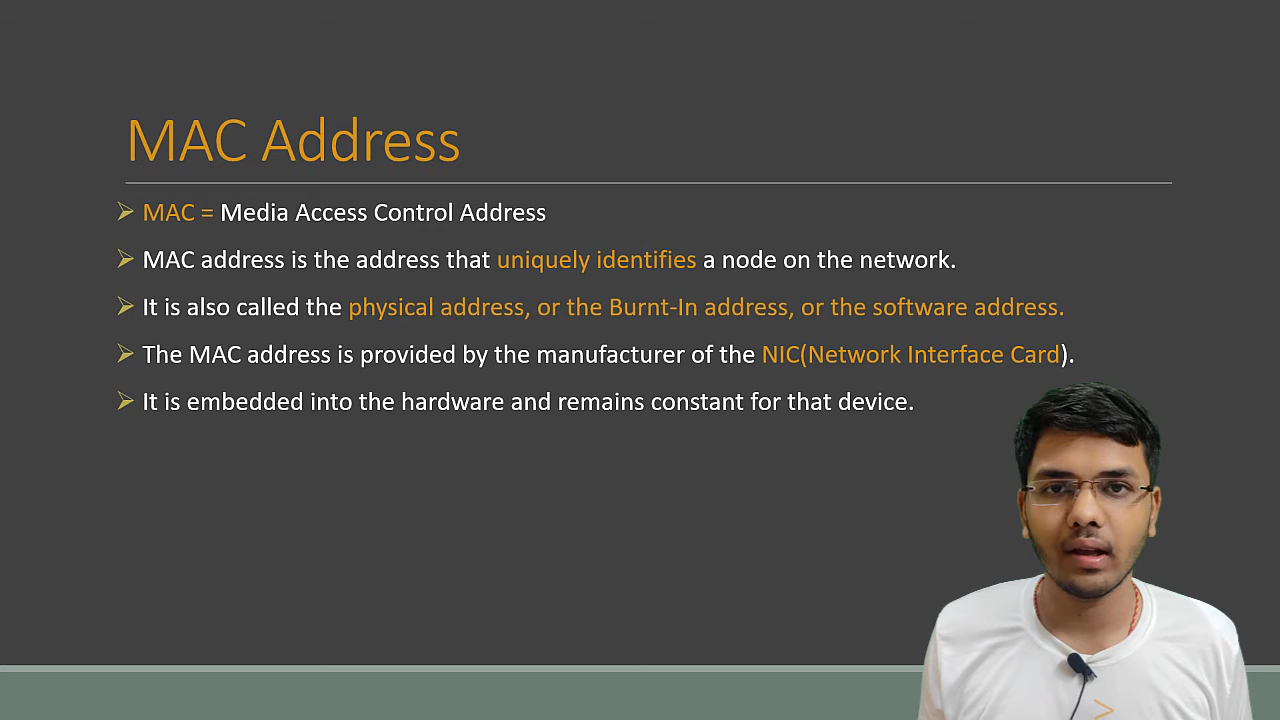 MAC Address
MAC = Media Access Control Address
MAC address is the address that uniquely identifies a node on the network.
It is also called the physical address, or the Burnt-In address, or the software address.
The MAC address is provided by the manufacturer of the NIC(Network Interface Card).
It is embedded into the hardware and remains constant for that device.